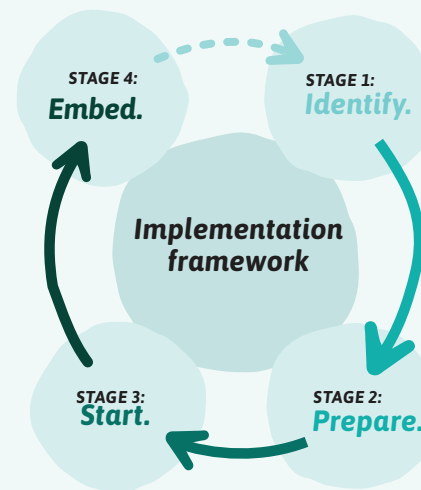 STAGE 4:
Embed.
STAGE 1:
Identify.
Implementation
framework
STAGE 3:
Start.
STAGE 2:
Prepare.